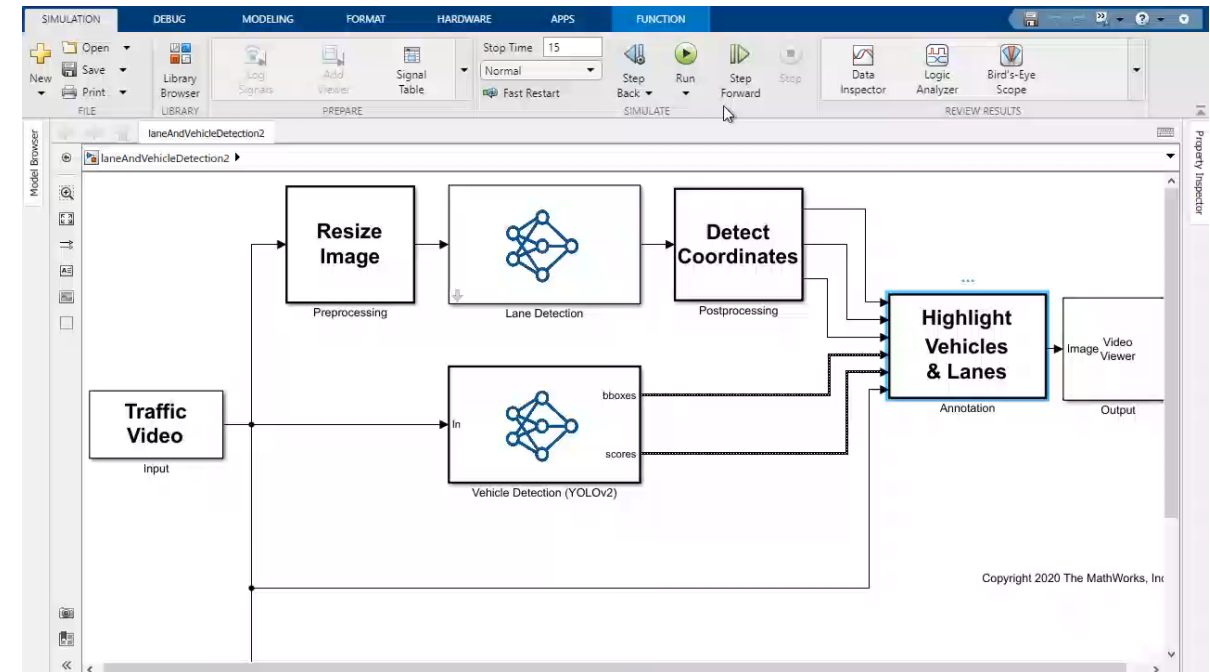 SIMULATION DEBUG MODELING FORMAT HARDWARE APPS FUNCTION
New
Open
Save
Print
FILE
Library
Browser
LIBRARY
Log
Signals
Add
Viewer
Signal
Table
PREPARE
Stop Time 15
Normal
Fast Restart
Step
Back
Run
Step
Forward
Stop
SIMULATE
Data
Inspector
Logic
Analyzer
Bird's-Eye
Scope
REVIEW RESULTS
Model Browser
Property Inspector
laneAndVehicleDetection2
laneAndVehicleDetection2
Resize
Image
Preprocessing
Lane Detection
Detect
Coordinates
Postprocessing
Highlight
Vehicles
& Lanes
Annotation
Image
Video
Viewer
Output
Traffic
Video
Input
In
bboxes
scores
Vehicle Detection (YOLOv2)
Copyright 2020 The MathWorks, Inc